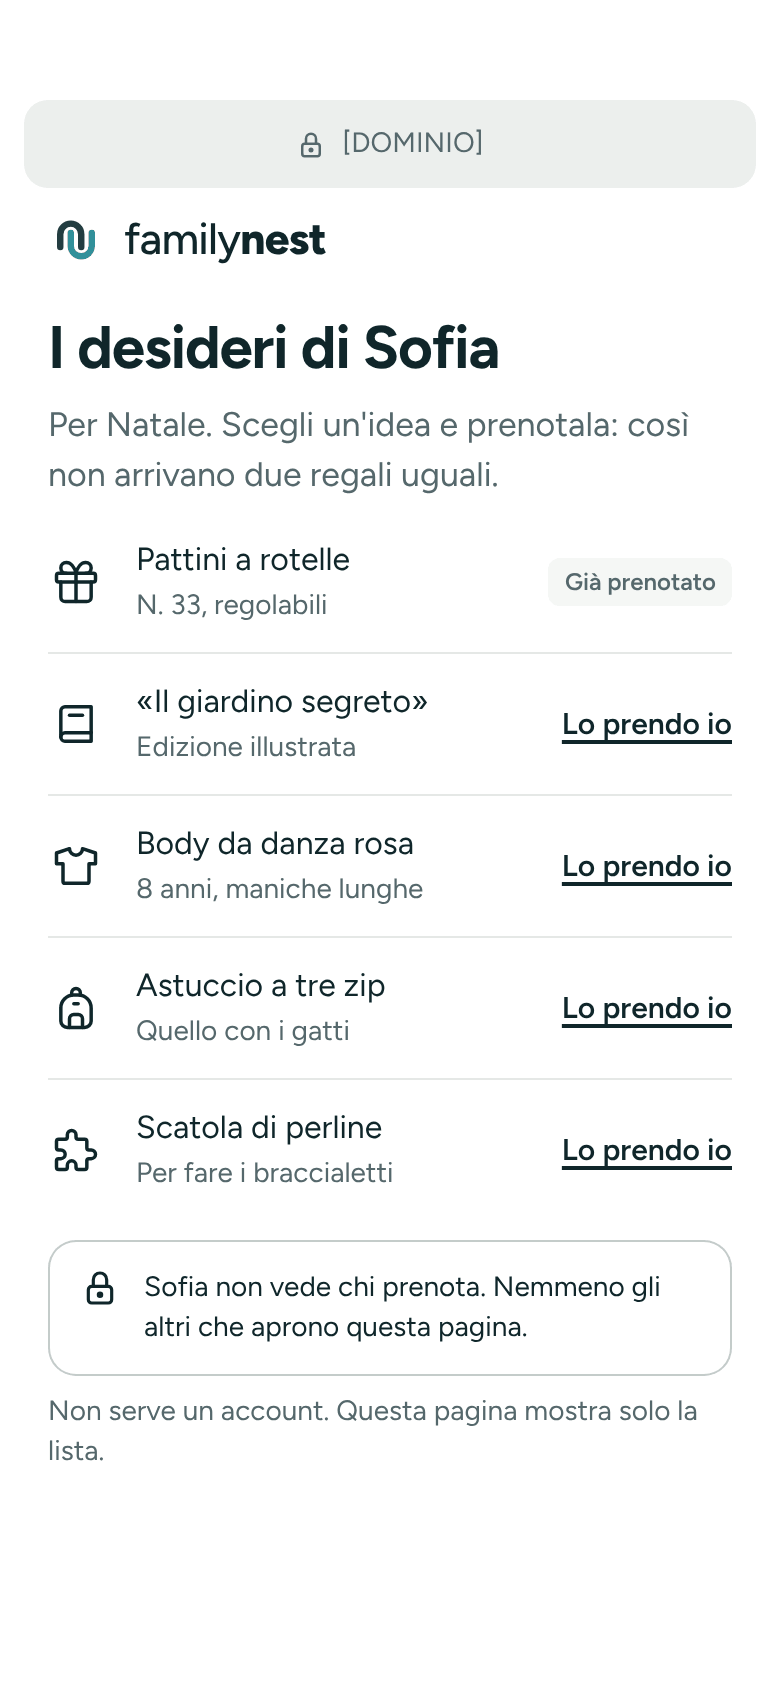 [DOMINIO]
familynest
I desideri di Sofia
Per Natale. Scegli un'idea e prenotala: così
non arrivano due regali uguali.
Pattini a rotelle
N. 33, regolabili
Già prenotato
«Il giardino segreto»
Edizione illustrata
Lo prendo io
Body da danza rosa
8 anni, maniche lunghe
Lo prendo io
Astuccio a tre zip
Quello con i gatti
Lo prendo io
Scatola di perline
Per fare i braccialetti
Lo prendo io
Sofia non vede chi prenota. Nemmeno gli
altri che aprono questa pagina.
Non serve un account. Questa pagina mostra solo la
lista.